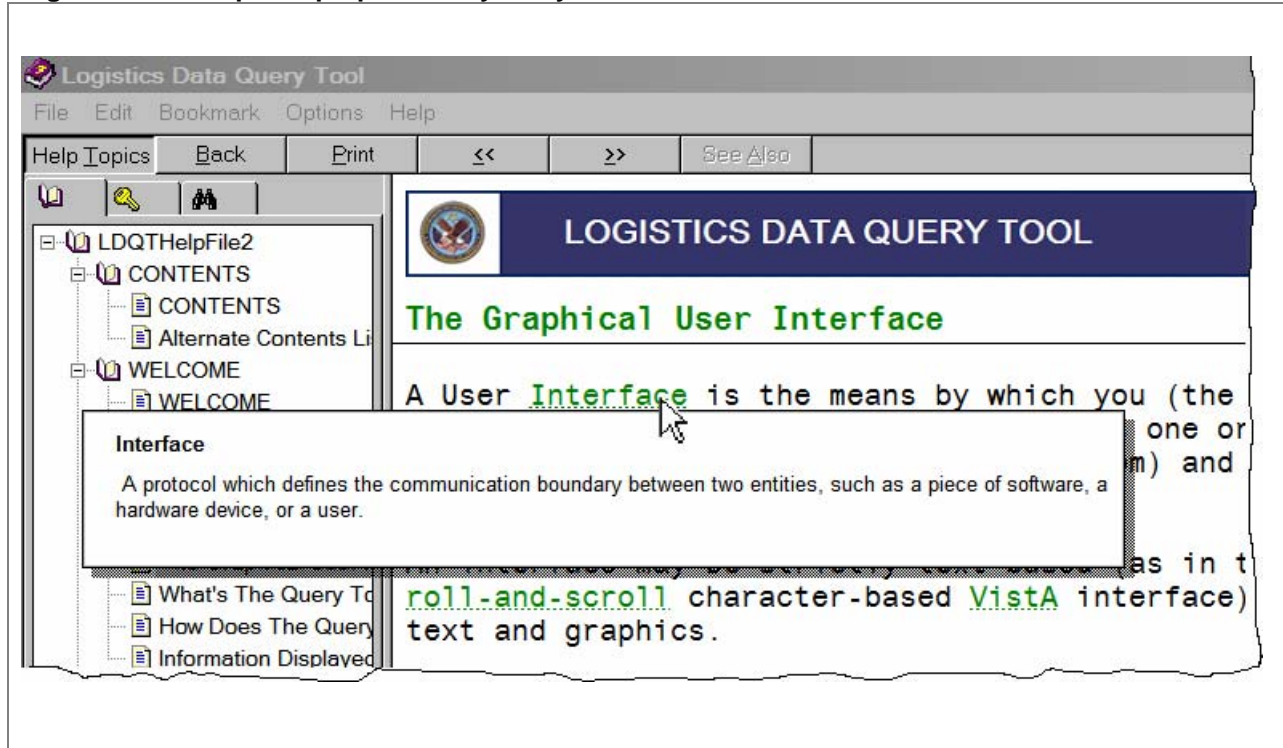 Logistics Data Query Tool
File Edit Bookmark Options Help
Help Topics Back Print << >> See Also
LDQTHelpFile2
CONTENTS
CONTENTS
Alternate Contents Li
WELCOME
WELCOME
What's The Query To
How Does The Query
Information Displayed
LOGISTICS DATA QUERY TOOL
The Graphical User Interface
A User Interface is the means by which you (the
one or
m) and
Interface
A protocol which defines the communication boundary between two entities, such as a piece of software, a
hardware device, or a user.
as in t
roll-and-scroll character-based VistA interface)
text and graphics.